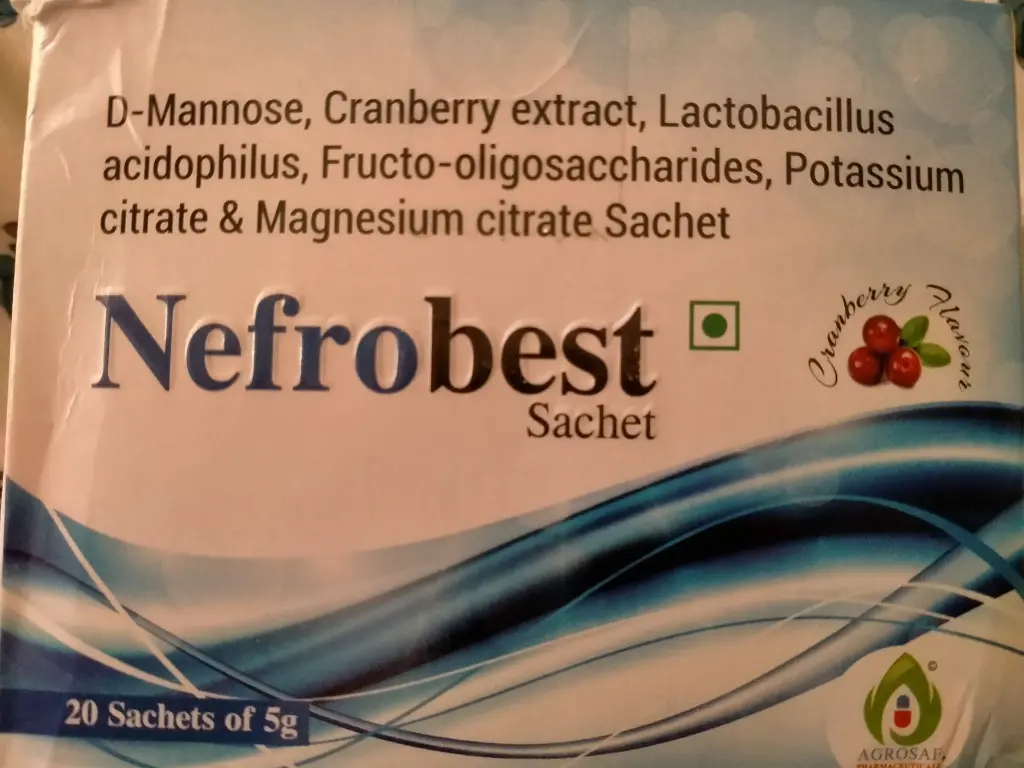 D-Mannose, Cranberry extract, Lactobacillus
acidophilus, Fructo-oligosaccharides, Potassium
citrate & Magnesium citrate Sachet
Nefrobest
Sachet
Cranberry Flavour
20 Sachets of 5g
©
AGROSAF
PHARMACEUTICALS